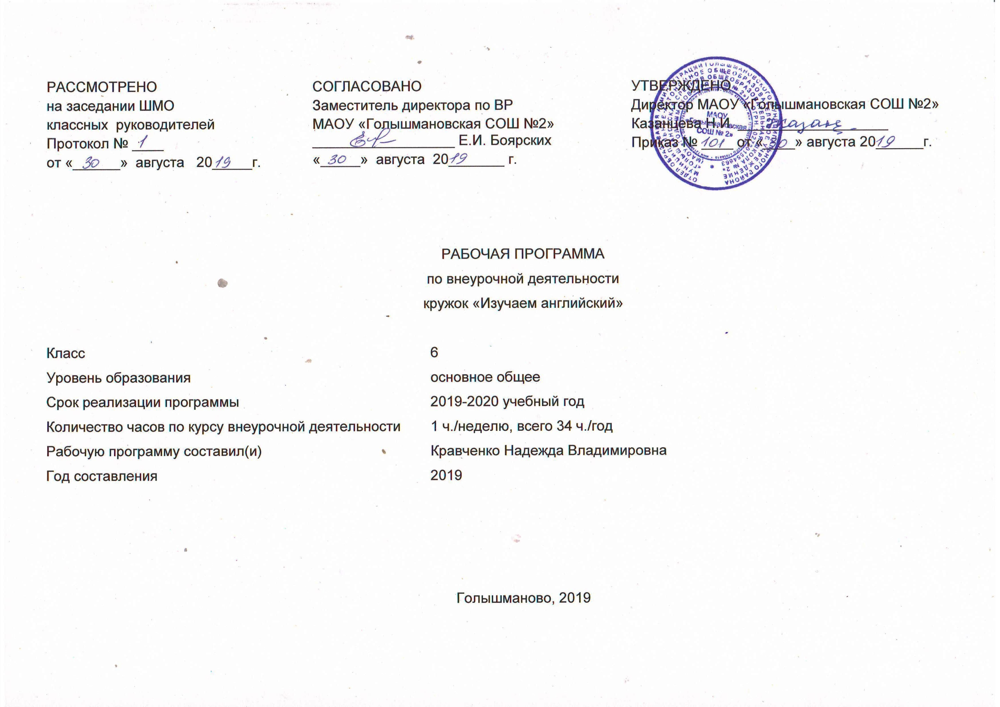 РАССМОТРЕНО
на заседании ШМО
классных руководителей
Протокол № 1
от «30» августа 2019г.
СОГЛАСОВАНО
Заместитель директора по ВР
МАОУ «Голышмановская СОШ №2»
Е.И. Боярских
«30» августа 2019 г.
УТВЕРЖДЕНО
Директор МАОУ «Голышмановская СОШ №2»
Казанцева Н.И.
Приказ № 101 от «30» августа 2019г.
МАОУ
«Голышмановская
СОШ № 2»
РАБОЧАЯ ПРОГРАММА
по внеурочной деятельности
кружок «Изучаем английский»
Класс 6
Уровень образования основное общее
Срок реализации программы 2019-2020 учебный год
Количество часов по курсу внеурочной деятельности 1 ч./неделю, всего 34 ч./год
Рабочую программу составил(и) Кравченко Надежда Владимировна
Год составления 2019
Голышманово, 2019